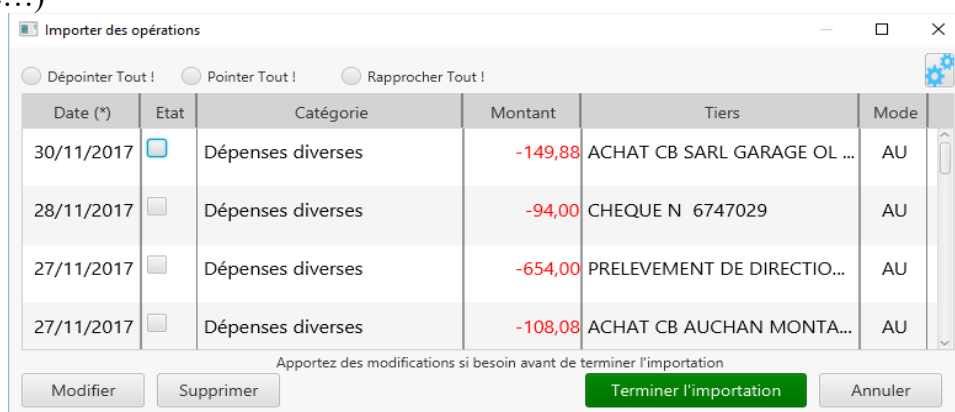 ...)
Importer des opérations
Dépointer Tout ! Pointer Tout ! Rapprocher Tout !
Date (*) Etat Catégorie Montant Tiers Mode
30/11/2017 Dépenses diverses -149,88 ACHAT CB SARL GARAGE OL ... AU
28/11/2017 Dépenses diverses -94,00 CHEQUE N 6747029 AU
27/11/2017 Dépenses diverses -654,00 PRELEVEMENT DE DIRECTIO... AU
27/11/2017 Dépenses diverses -108,08 ACHAT CB AUCHAN MONTA... AU
Apportez des modifications si besoin avant de terminer l'importation
Modifier Supprimer Terminer l'importation Annuler